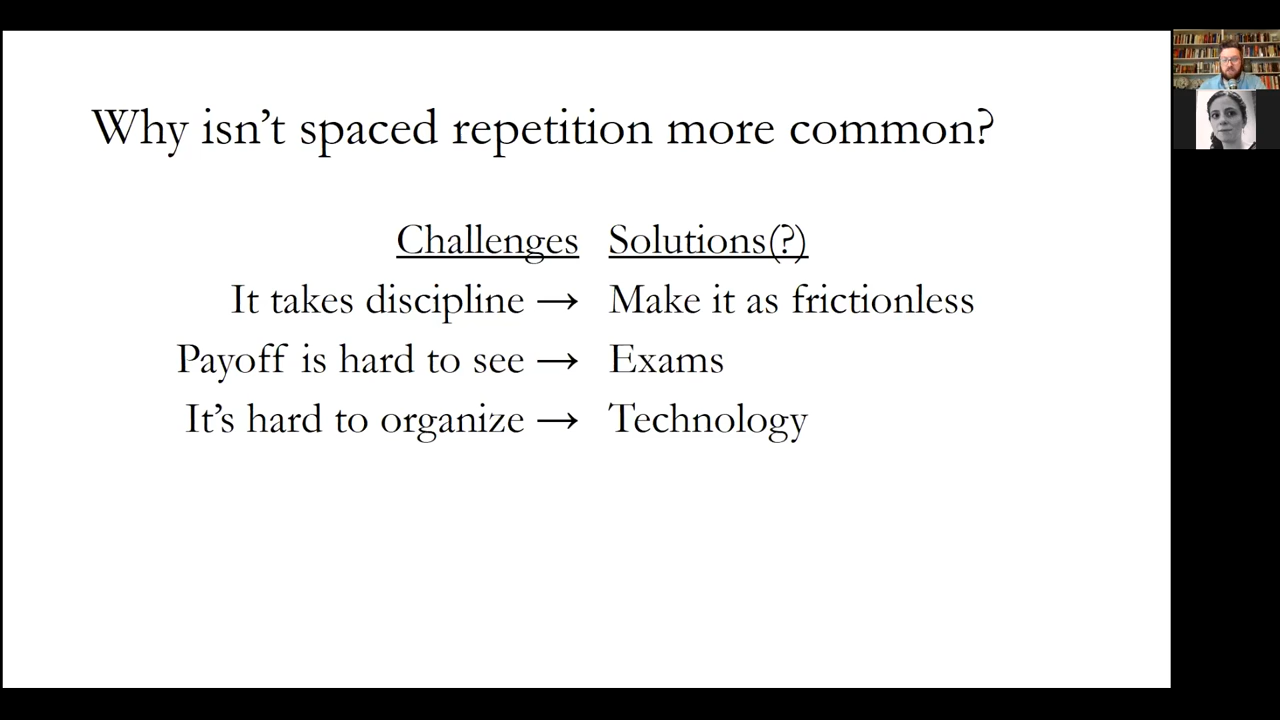 Why isn't spaced repetition more common?
Challenges Solutions(?)
It takes discipline → Make it as frictionless
Payoff is hard to see → Exams
It's hard to organize → Technology